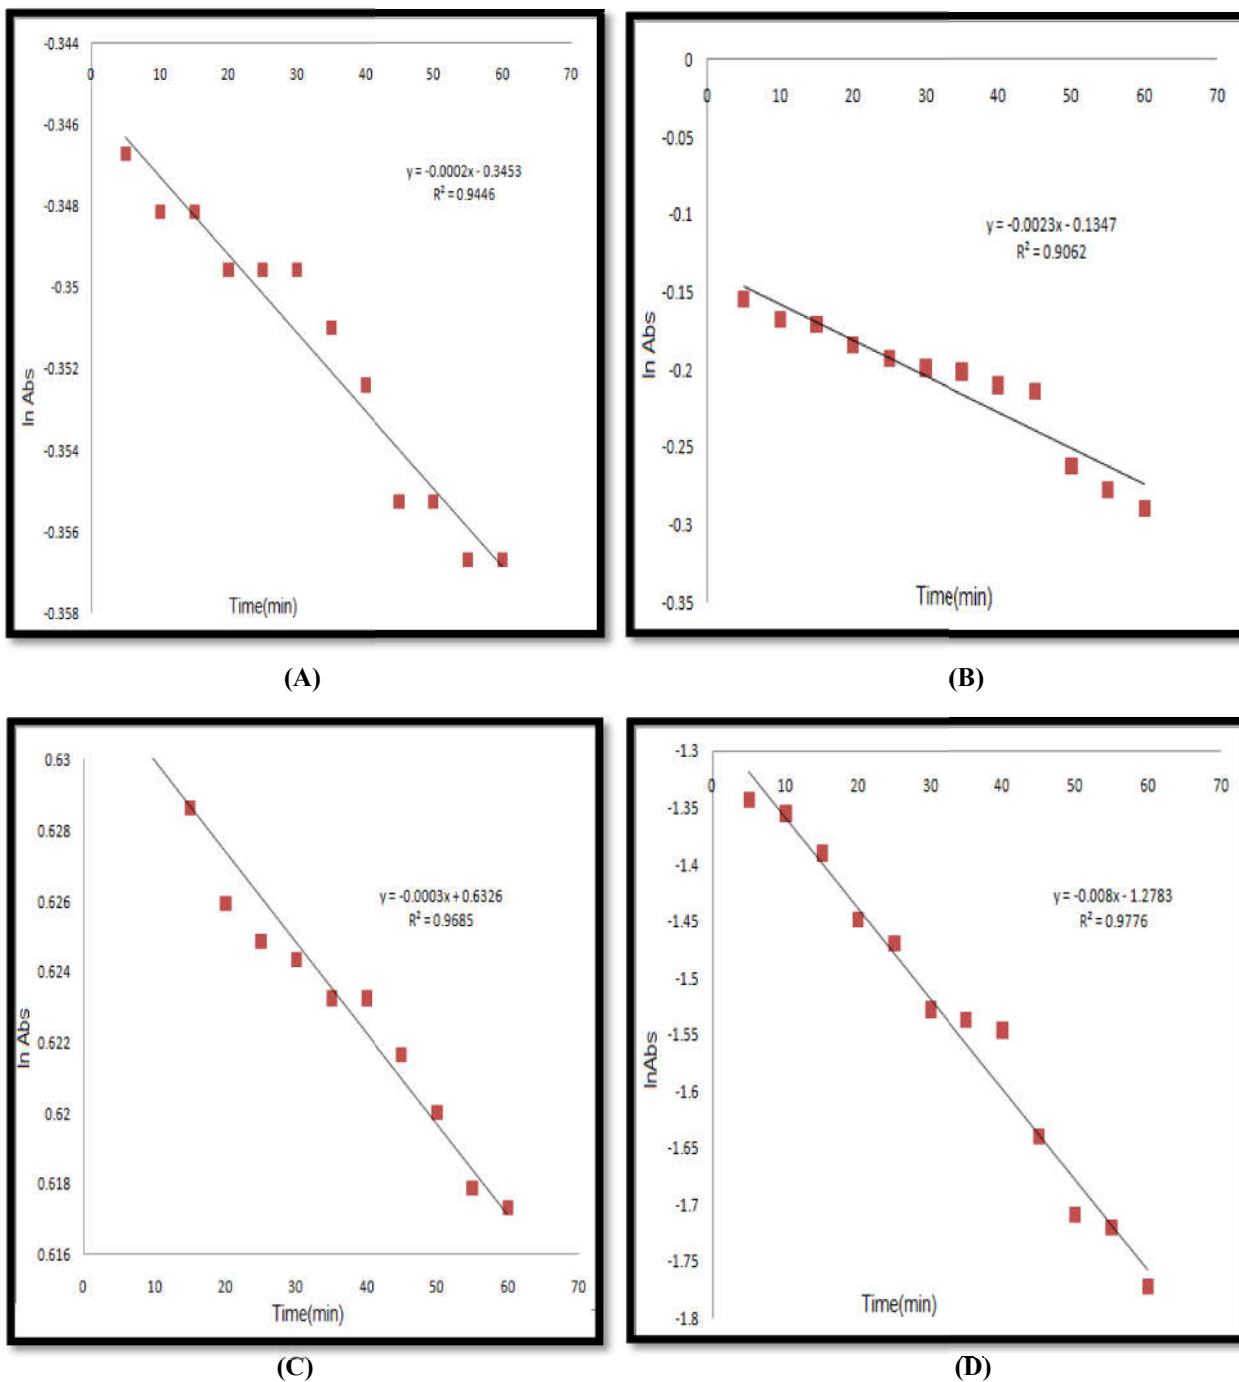 -0.344
0 10 20 30 40 50 60 70
-0.346
y = -0.0002x - 0.3453
R² = 0.9446
-0.348
-0.35
-0.352
ln Abs
-0.354
-0.356
Time(min)
-0.358
(A)
0
0 10 20 30 40 50 60 70
-0.05
-0.1
y = -0.0023x - 0.1347
R² = 0.9062
-0.15
-0.2
ln Abs
-0.25
-0.3
-0.35
Time(min)
(B)
0.63
0.628
y = -0.0003x + 0.6326
R² = 0.9685
0.626
0.624
0.622
ln Abs
0.62
0.618
0.616
0 10 20 30 40 50 60 70
Time(min)
(C)
-1.3
0 10 20 30 40 50 60 70
-1.35
-1.4
y = -0.008x - 1.2783
R² = 0.9776
-1.45
-1.5
-1.55
lnAbs
-1.6
-1.65
-1.7
-1.75
Time(min)
-1.8
(D)